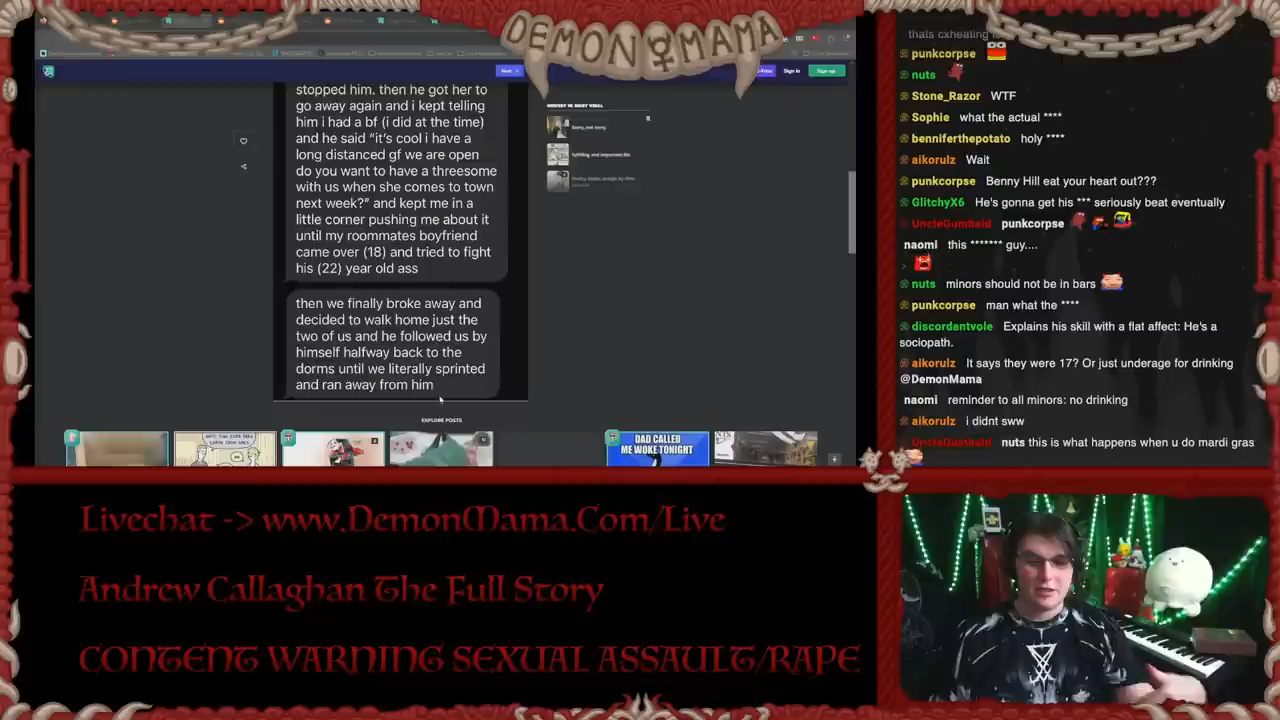 DEMON MAMA
Next
Sign in
Sign up
stopped him. then he got her to
go away again and i kept telling
him i had a bf (i did at the time)
and he said "it's cool i have a
long distanced gf we are open
do you want to have a threesome
with us when she comes to town
next week?" and kept me in a
little corner pushing me about it
until my roommates boyfriend
came over (18) and tried to fight
his (22) year old ass
then we finally broke away and
decided to walk home just the
two of us and he followed us by
himself halfway back to the
dorms until we literally sprinted
and ran away from him
NEWEST IN MOST VIRAL
EXPLORE POSTS
DAD CALLED
ME WOKE TONIGHT
punkcorpse
nuts
Stone_Razor WTF
Sophie what the actual ****
benniferthepotato holy ****
aikorulz Wait
punkcorpse Benny Hill eat your heart out???
GlitchyX6 He's gonna get his *** seriously beat eventually
UncleGumbald punkcorpse
naomi this ******* guy....
nuts minors should not be in bars
punkcorpse man what the ****
discordantvole Explains his skill with a flat affect: He's a
sociopath.
aikorulz It says they were 17? Or just underage for drinking
@DemonMama
naomi reminder to all minors: no drinking
aikorulz i didnt sww
UncleGumbald nuts this is what happens when u do mardi gras
Livechat -> www.DemonMama.Com/Live
Andrew Callaghan The Full Story
CONTENT WARNING SEXUAL ASSAULT/RAPE